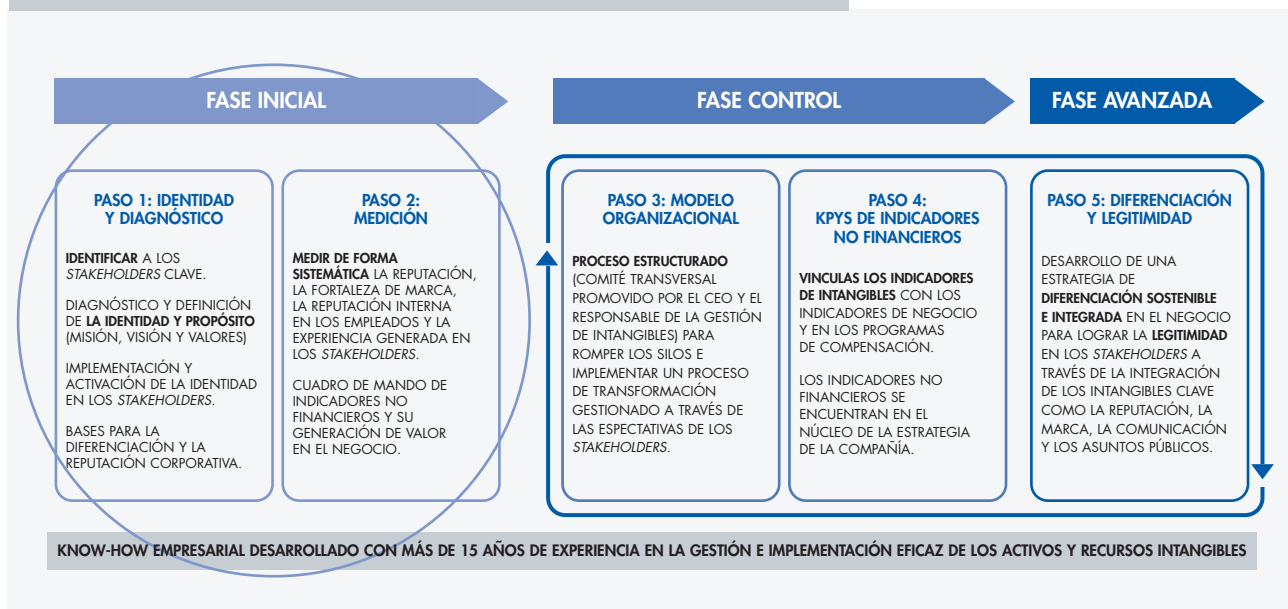 FASE INICIAL
FASE CONTROL
FASE AVANZADA
PASO 1: IDENTIDAD
Y DIAGNÓSTICO
IDENTIFICAR A LOS
STAKEHOLDERS CLAVE.
DIAGNÓSTICO Y DEFINICIÓN
DE LA IDENTIDAD Y PROPÓSITO
(MISIÓN, VISIÓN Y VALORES)
IMPLEMENTACIÓN Y
ACTIVACIÓN DE LA IDENTIDAD
EN LOS STAKEHOLDERS.
BASES PARA LA
DIFERENCIACIÓN Y LA
REPUTACIÓN CORPORATIVA.
PASO 2:
MEDICIÓN
MEDIR DE FORMA
SISTEMÁTICA LA REPUTACIÓN,
LA FORTALEZA DE MARCA,
LA REPUTACIÓN INTERNA
EN LOS EMPLEADOS Y LA
EXPERIENCIA GENERADA EN
LOS STAKEHOLDERS.
CUADRO DE MANDO DE
INDICADORES NO
FINANCIEROS Y SU
GENERACIÓN DE VALOR
EN EL NEGOCIO.
PASO 3: MODELO
ORGANIZACIONAL
PROCESO ESTRUCTURADO
(COMITÉ TRANSVERSAL
PROMOVIDO POR EL CEO Y EL
RESPONSABLE DE LA GESTIÓN
DE INTANGIBLES) PARA
ROMPER LOS SILOS E
IMPLEMENTAR UN PROCESO
DE TRANSFORMACIÓN
GESTIONADO A TRAVÉS DE
LAS ESPECTATIVAS DE LOS
STAKEHOLDERS.
PASO 4:
KPYS DE INDICADORES
NO FINANCIEROS
VINCULAS LOS INDICADORES
DE INTANGIBLES CON LOS
INDICADORES DE NEGOCIO
Y EN LOS PROGRAMAS
DE COMPENSACIÓN.
LOS INDICADORES NO
FINANCIEROS SE
ENCUENTRAN EN EL
NÚCLEO DE LA ESTRATEGIA
DE LA COMPAÑÍA.
PASO 5: DIFERENCIACIÓN
Y LEGITIMIDAD
DESARROLLO DE UNA
ESTRATEGIA DE
DIFERENCIACIÓN SOSTENIBLE
E INTEGRADA EN EL NEGOCIO
PARA LOGRAR LA LEGITIMIDAD
EN LOS STAKEHOLDERS A
TRAVÉS DE LA INTEGRACIÓN
DE LOS INTANGIBLES CLAVE
COMO LA REPUTACIÓN, LA
MARCA, LA COMUNICACIÓN
Y LOS ASUNTOS PÚBLICOS.
KNOW-HOW EMPRESARIAL DESARROLLADO CON MÁS DE 15 AÑOS DE EXPERIENCIA EN LA GESTIÓN E IMPLEMENTACIÓN EFICAZ DE LOS ACTIVOS Y RECURSOS INTANGIBLES